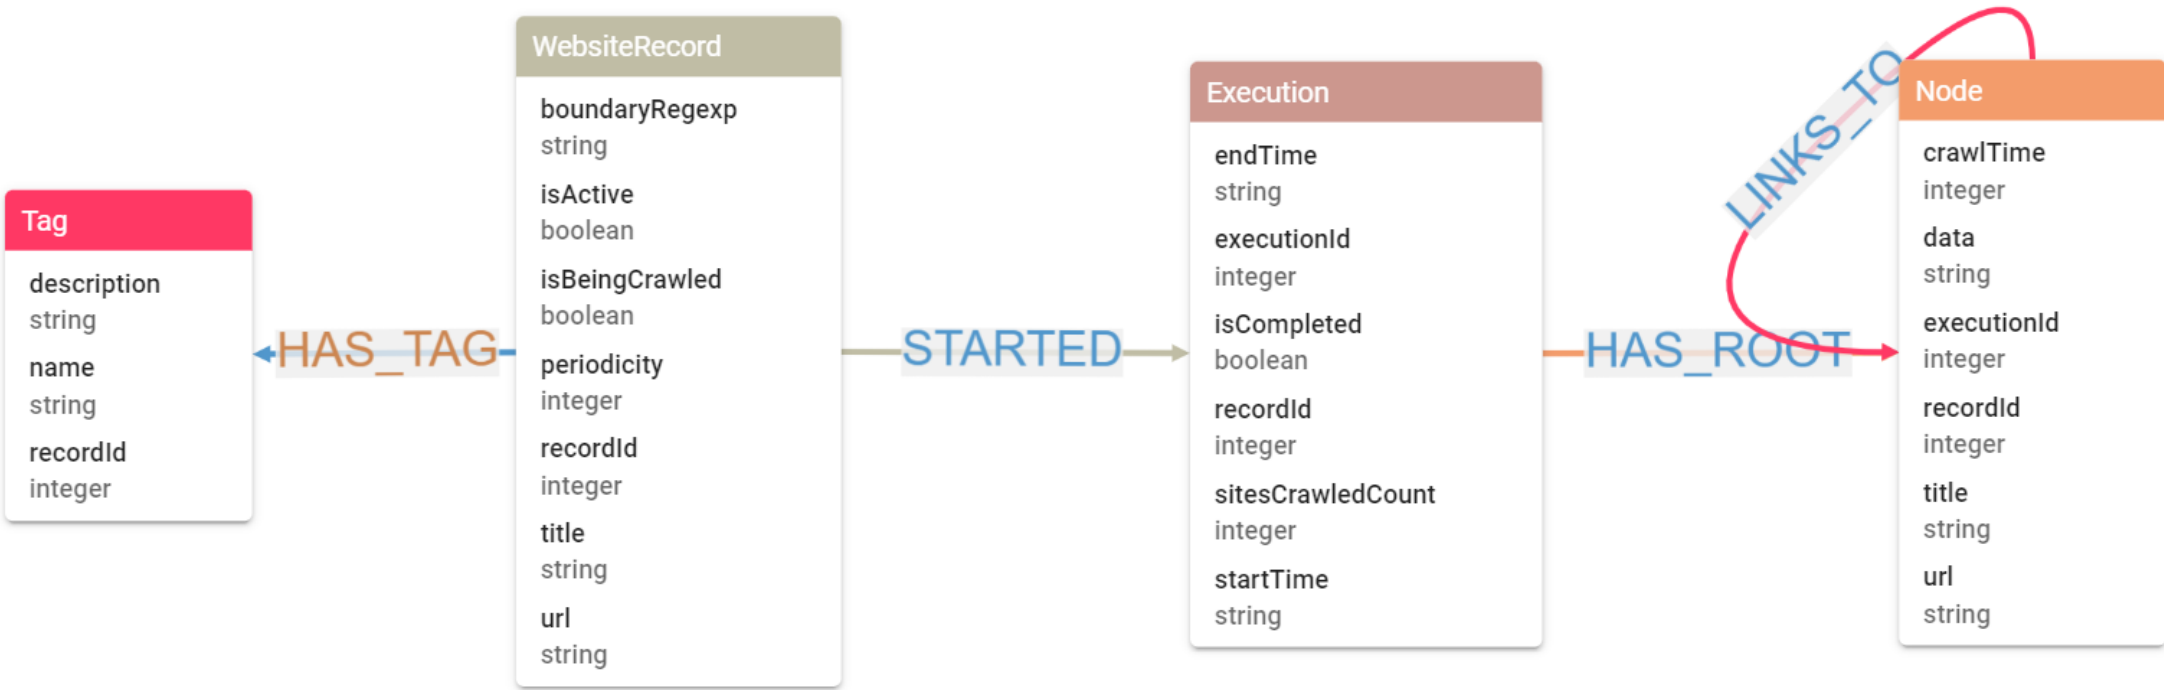 Tag
description
string
name
string
recordId
integer
HAS_TAG
WebsiteRecord
boundaryRegexp
string
isActive
boolean
isBeingCrawled
boolean
periodicity
integer
recordId
integer
title
string
url
string
STARTED
Execution
endTime
string
executionId
integer
isCompleted
boolean
recordId
integer
sitesCrawledCount
integer
startTime
string
HAS_ROOT
LINKS_TO
Node
crawlTime
integer
data
string
executionId
integer
recordId
integer
title
string
url
string